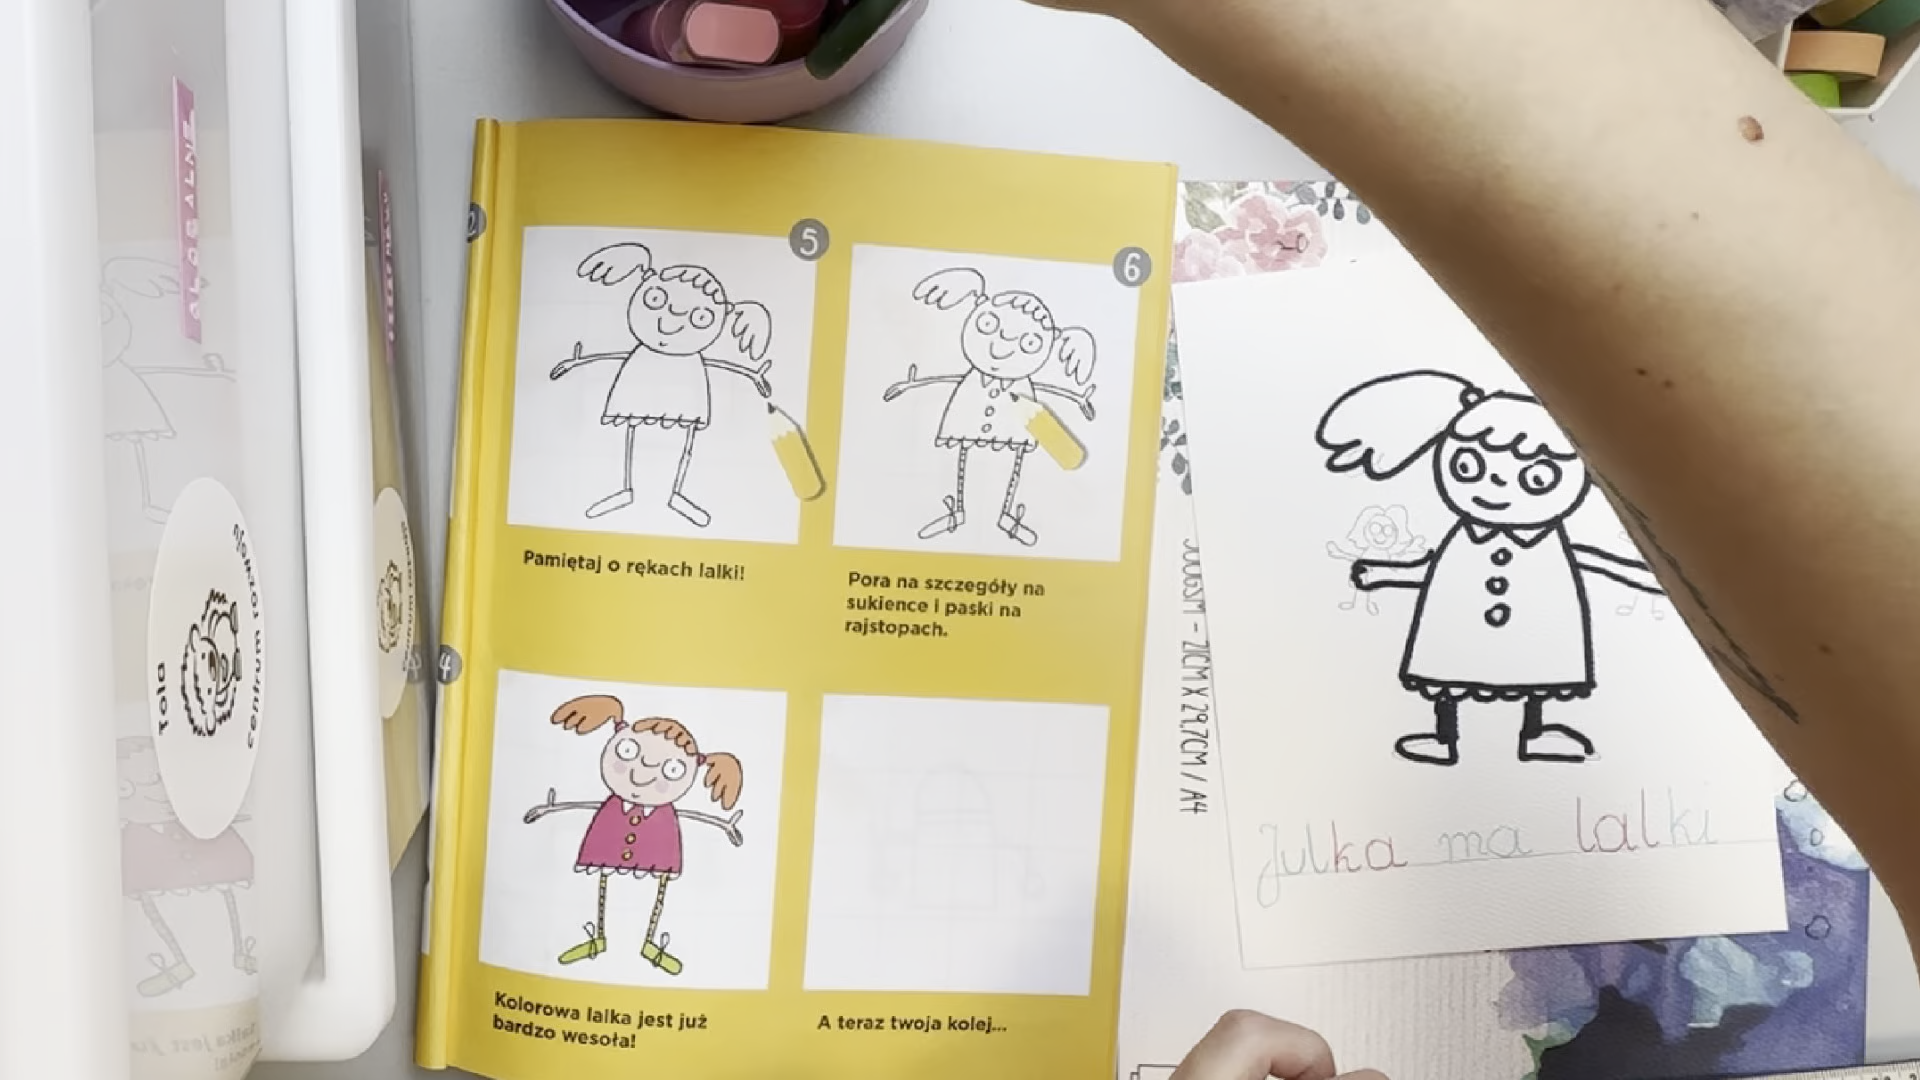 5
6
Pamiętaj o rękach lalki!
Pora na szczegóły na
sukience i paski na
rajstopach.
4
Kolorowa lalka jest już
bardzo wesoła!
A teraz twoja kolej...
Julka ma lalki
300GSM - 21CM X 29,7CM / A4
Tola